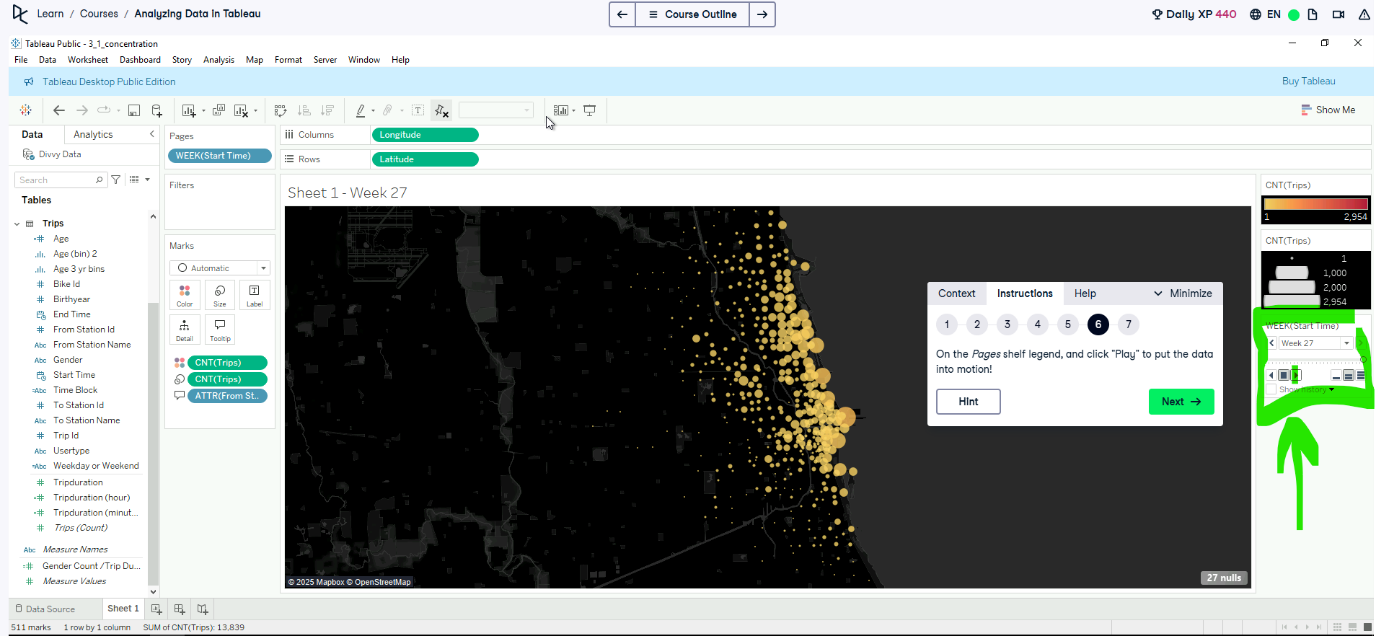 Learn / Courses / Analyzing Data in Tableau
Course Outline
Daily XP 440
EN
Tableau Public - 3_1_concentration
File Data Worksheet Dashboard Story Analysis Map Format Server Window Help
Tableau Desktop Public Edition
Buy Tableau
Show Me
Data
Analytics
Divvy Data
Search
Tables
Trips
Age
Age (bin) 2
Age 3 yr bins
Bike Id
Birthyear
End Time
From Station Id
From Station Name
Gender
Start Time
Time Block
To Station Id
To Station Name
Trip Id
Usertype
Weekday or Weekend
Tripduration
Tripduration (hour)
Tripduration (minut...
Trips (Count)
Measure Names
Gender Count /Trip Du...
Measure Values
Pages
WEEK(Start Time)
Filters
Marks
Automatic
Color
Size
Label
Detail
Tooltip
CNT(Trips)
CNT(Trips)
ATTR(From St..
Columns
Longitude
Rows
Latitude
Sheet 1 - Week 27
© 2025 Mapbox © OpenStreetMap
27 nulls
Context
Instructions
Help
Minimize
1 2 3 4 5 6 7
On the Pages shelf legend, and click "Play" to put the data
into motion!
Hint
Next
CNT(Trips)
1 2,954
CNT(Trips)
1
1,000
2,000
2,954
WEEK(Start Time)
Week 27
Show history
Data Source
Sheet 1
511 marks 1 row by 1 column SUM of CNT(Trips): 13,839